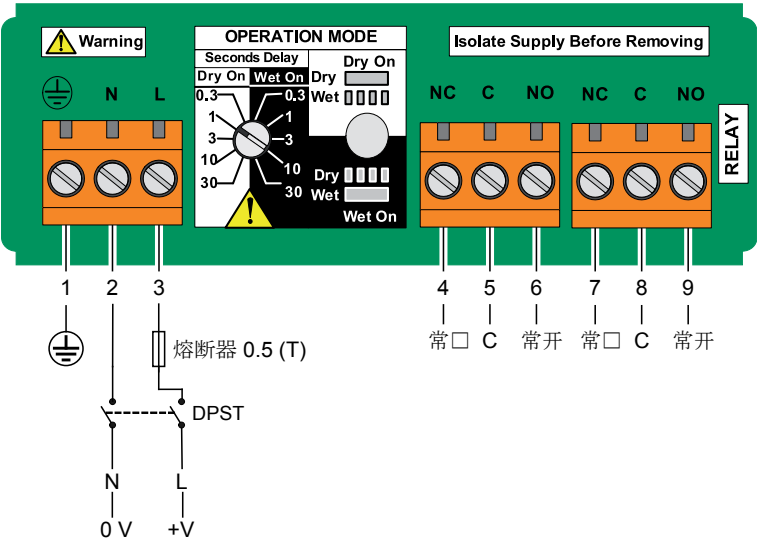 Warning
OPERATION MODE
Isolate Supply Before Removing
Seconds Delay
Dry On Wet On
Dry On
Dry
Wet
N L
0.3 0.3
1 1
3 3
10 10
30 30
Dry
Wet
Wet On
NC C NO NC C NO
RELAY
1 2 3 4 5 6 7 8 9
常□ C 常开 常□ C 常开
熔断器 0.5 (T)
DPST
N L
0 V +V